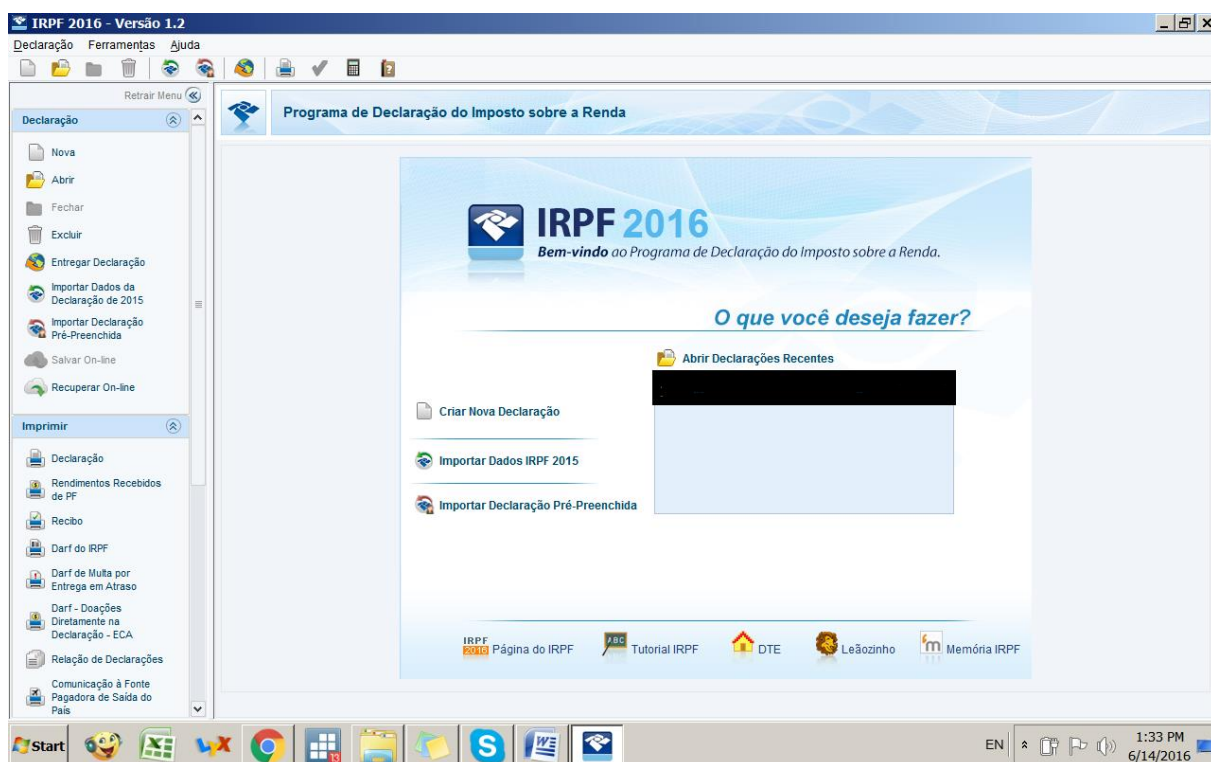 IRPF 2016 - Versão 1.2
Declaração Ferramentas Ajuda
Retrair Menu
Declaração
Nova
Abrir
Fechar
Excluir
Entregar Declaração
Importar Dados da
Declaração de 2015
Importar Declaração
Pré-Preenchida
Salvar On-line
Recuperar On-line
Imprimir
Declaração
Rendimentos Recebidos
de PF
Recibo
Darf do IRPF
Darf de Multa por
Entrega em Atraso
Darf - Doações
Diretamente na
Declaração - ECA
Relação de Declarações
Comunicação à Fonte
Pagadora de Saída do
País
Programa de Declaração do Imposto sobre a Renda
IRPF 2016
Bem-vindo ao Programa de Declaração do Imposto sobre a Renda.
O que você deseja fazer?
Abrir Declarações Recentes
Criar Nova Declaração
Importar Dados IRPF 2015
Importar Declaração Pré-Preenchida
IRPF
2016
Página do IRPF
ABC
Tutorial IRPF
DTE
Leãozinho
m
Memória IRPF
Start
13
S
W
EN
1:33 PM
6/14/2016